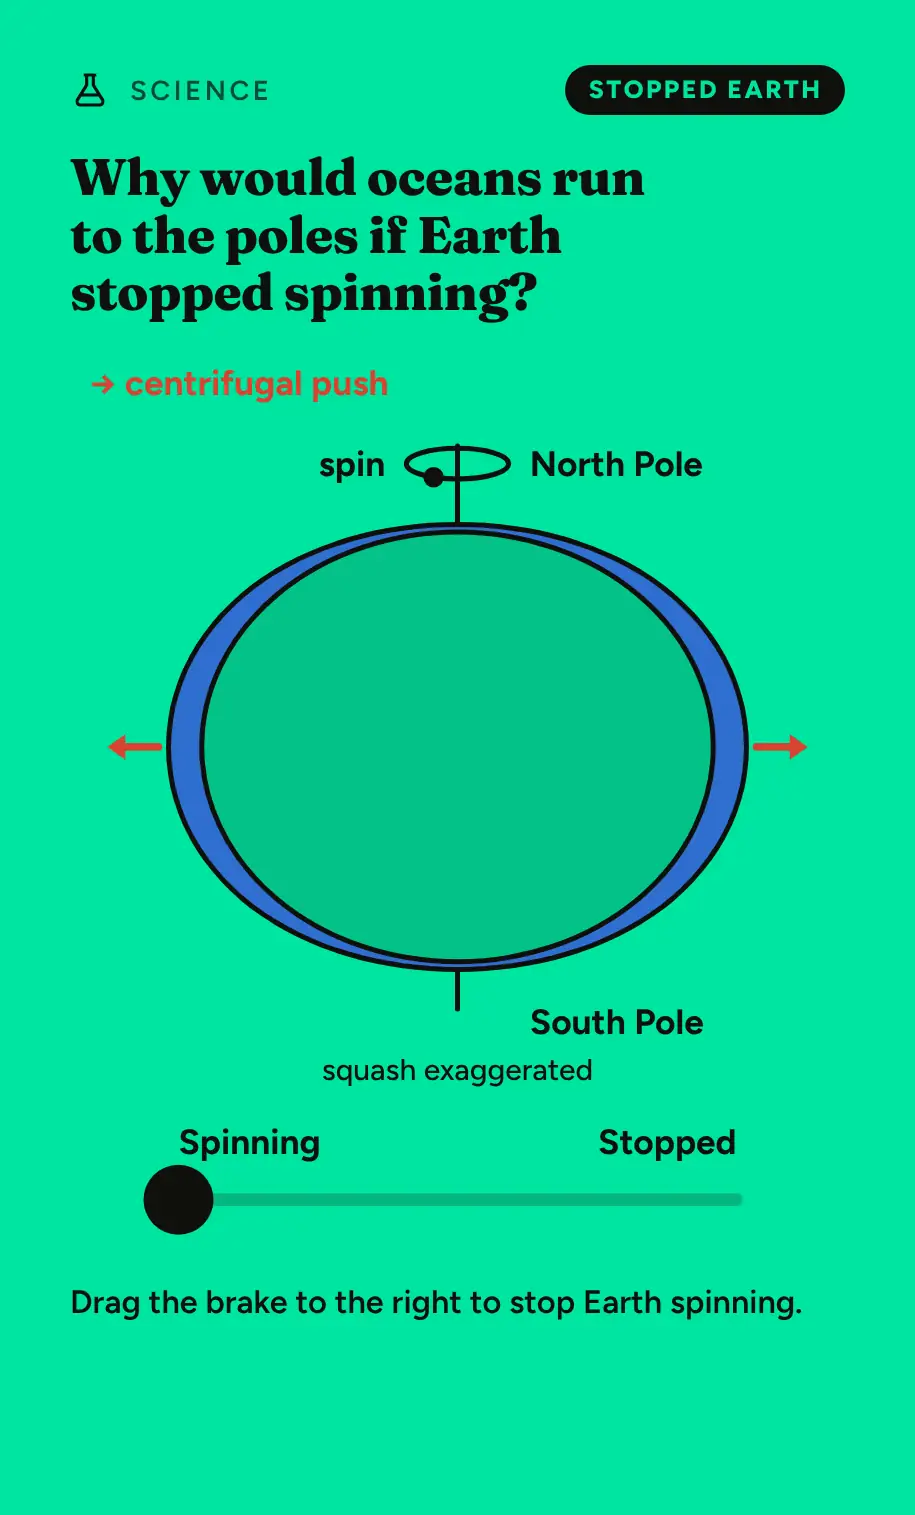 SCIENCE
STOPPED EARTH
Why would oceans run
to the poles if Earth
stopped spinning?
→ centrifugal push
spin
North Pole
South Pole
squash exaggerated
Spinning
Stopped
Drag the brake to the right to stop Earth spinning.